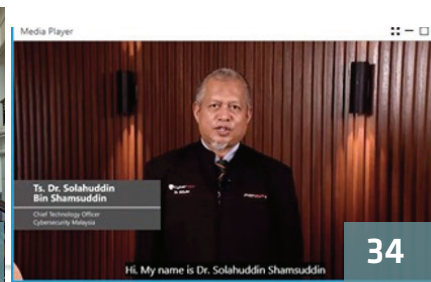 Media Player
Ts. Dr. Solahuddin
Bin Shamsuddin
Chief Technology Officer
Cybersecurity Malaysia
Hi. My name is Dr. Solahuddin Shamsuddin
34